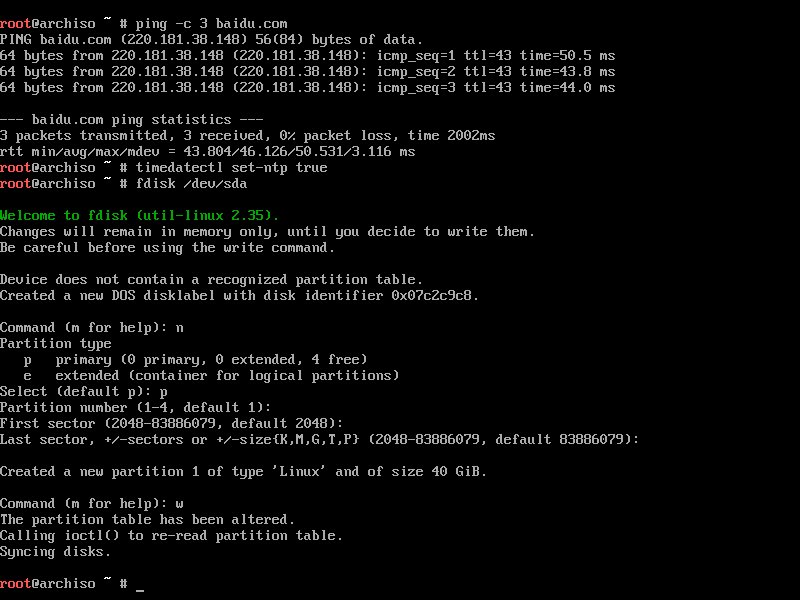 root@archiso ~ # ping -c 3 baidu.com
PING baidu.com (220.181.38.148) 56(84) bytes of data.
64 bytes from 220.181.38.148 (220.181.38.148): icmp_seq=1 ttl=43 time=50.5 ms
64 bytes from 220.181.38.148 (220.181.38.148): icmp_seq=2 ttl=43 time=43.8 ms
64 bytes from 220.181.38.148 (220.181.38.148): icmp_seq=3 ttl=43 time=44.0 ms

--- baidu.com ping statistics ---
3 packets transmitted, 3 received, 0% packet loss, time 2002ms
rtt min/avg/max/mdev = 43.804/46.126/50.531/3.116 ms
root@archiso ~ # timedatectl set-ntp true
root@archiso ~ # fdisk /dev/sda

Welcome to fdisk (util-linux 2.35).
Changes will remain in memory only, until you decide to write them.
Be careful before using the write command.

Device does not contain a recognized partition table.
Created a new DOS disklabel with disk identifier 0x07c2c9c8.

Command (m for help): n
Partition type
   p   primary (0 primary, 0 extended, 4 free)
   e   extended (container for logical partitions)
Select (default p): p
Partition number (1-4, default 1):
First sector (2048-83886079, default 2048):
Last sector, +/-sectors or +/-size{K,M,G,T,P} (2048-83886079, default 83886079):

Created a new partition 1 of type 'Linux' and of size 40 GiB.

Command (m for help): w
The partition table has been altered.
Calling ioctl() to re-read partition table.
Syncing disks.

root@archiso ~ # _